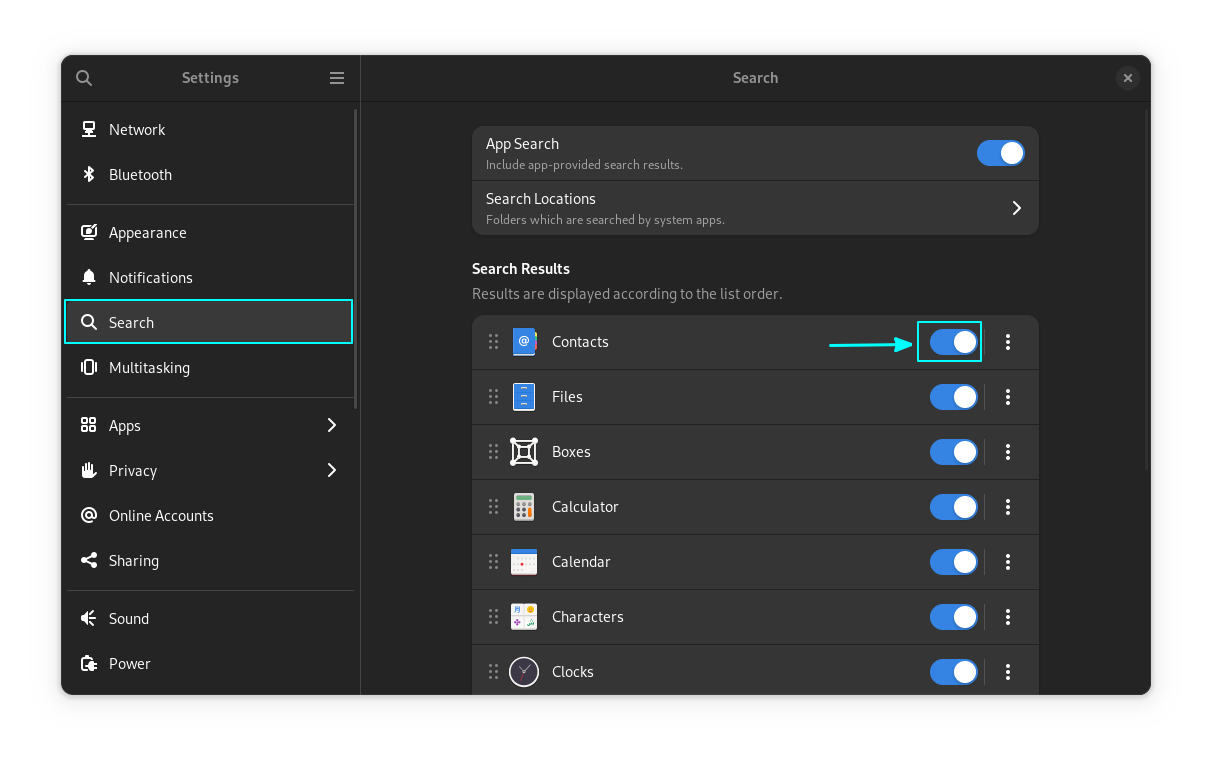 Settings
Search
Network
Bluetooth
Appearance
Notifications
Search
Multitasking
Apps
Privacy
Online Accounts
Sharing
Sound
Power
App Search
Include app-provided search results.
Search Locations
Folders which are searched by system apps.
Search Results
Results are displayed according to the list order.
Contacts
Files
Boxes
Calculator
Calendar
Characters
Clocks